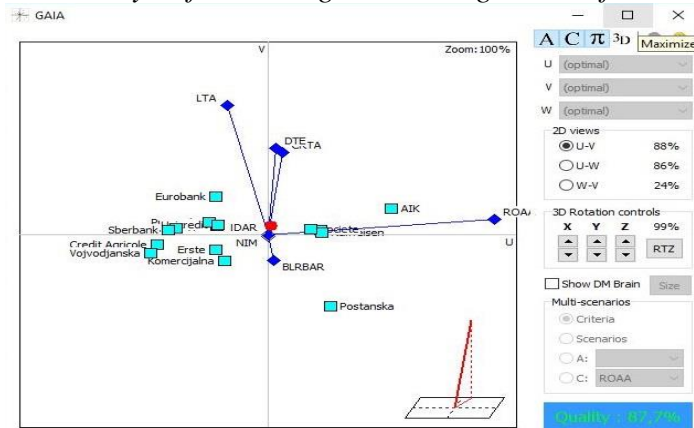 GAIA
Zoom:100%
V
LTA
DTE
Eurobank
AIK
ROA
Sberbank
IDAR
NIM
U
Credit Agricole
Vojvodjanska
Erste
Komercijalna
BLRBAR
Postanska
A C π 3D
Maximize
U (optimal)
V (optimal)
W (optimal)
2D views
U-V 88%
U-W 86%
W-V 24%
3D Rotation controls
X Y Z 99%
RTZ
Show DM Brain Size
Multi-scenarios
Criteria
Scenarios
A:
C: ROAA
Quality : 87,7%